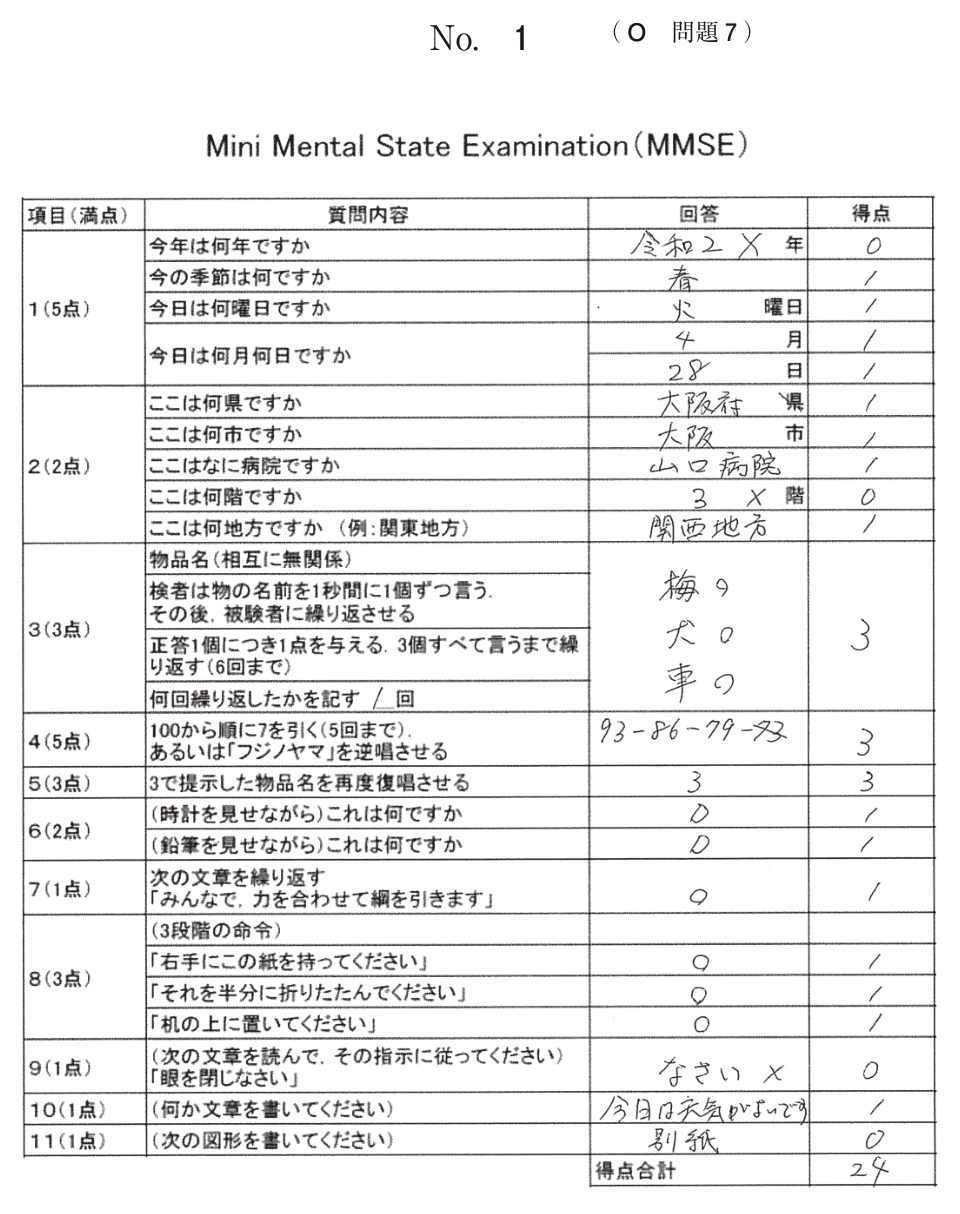 No. 1 （O 問題7）
Mini Mental State Examination（MMSE）
項目（満点） 質問内容 回答 得点
1（5点） 今年は何年ですか 令和2 × 年 0
今の季節は何ですか 春 1
今日は何曜日ですか 火 曜日 1
今日は何月何日ですか 4 月 1
28 日 1
2（2点） ここは何県ですか 大阪府 県 1
ここは何市ですか 大阪 市 1
ここはなに病院ですか 山口病院 1
ここは何階ですか 3 × 階 0
ここは何地方ですか （例：関東地方） 関西地方 1
3（3点） 物品名（相互に無関係）
検者は物の名前を1秒間に1個ずつ言う．
その後，被験者に繰り返させる
正答1個につき1点を与える．3個すべて言うまで繰
り返す（6回まで）
何回繰り返したかを記す 1 回
梅 ○
犬 ○
車 ○
3
4（5点） 100から順に7を引く（5回まで）．
あるいは「フジノヤマ」を逆唱させる
93-86-79-73 3
5（3点） 3で提示した物品名を再度復唱させる 3 3
6（2点） （時計を見せながら）これは何ですか ○ 1
（鉛筆を見せながら）これは何ですか ○ 1
7（1点） 次の文章を繰り返す
「みんなで，力を合わせて綱を引きます」 ○ 1
8（3点） （3段階の命令）
「右手にこの紙を持ってください」 ○ 1
「それを半分に折りたたんでください」 ○ 1
「机の上に置いてください」 ○ 1
9（1点） （次の文章を読んで，その指示に従ってください）
「眼を閉じなさい」 なさい × 0
10（1点） （何か文章を書いてください） 今日は天気がよいです 1
11（1点） （次の図形を書いてください） 別紙 0
得点合計 24